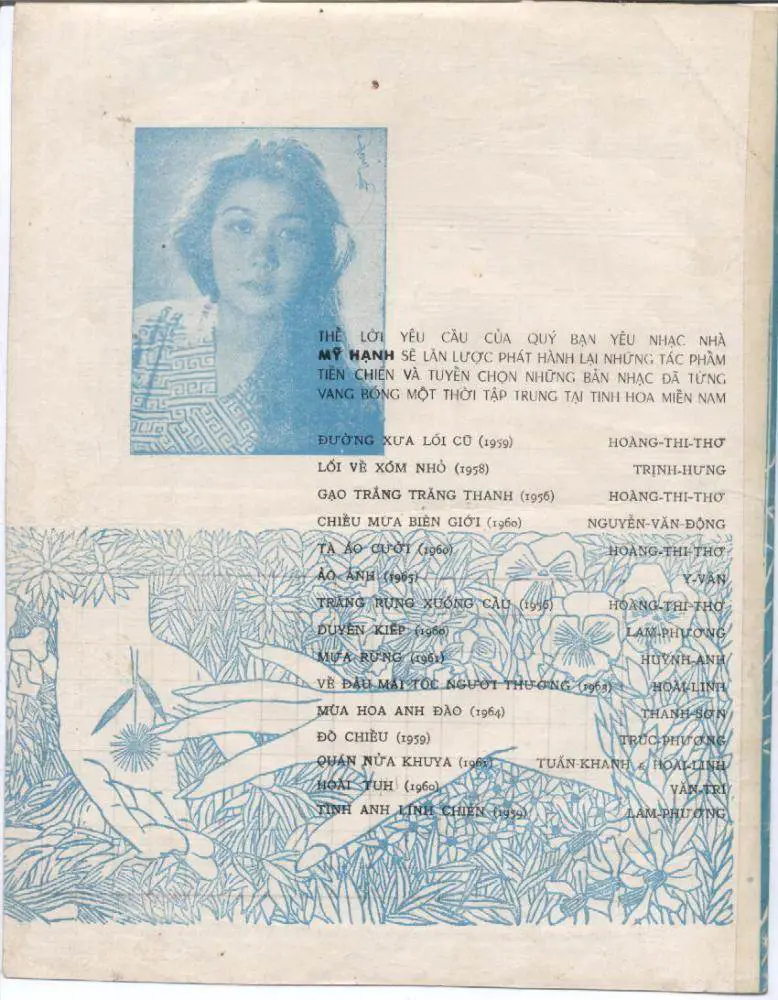 THỂ LỜI YÊU CẦU CỦA QUÝ BẠN YÊU NHẠC NHÀ
MỸ HẠNH SẼ LẦN LƯỢC PHÁT HÀNH LẠI NHỮNG TÁC PHẨM
TIỀN CHIẾN VÀ TUYỂN CHỌN NHỮNG BẢN NHẠC ĐÃ TỪNG
VANG BÓNG MỘT THỜI TẬP TRUNG TẠI TINH HOA MIỀN NAM
ĐƯỜNG XƯA LỐI CŨ (1959) HOÀNG-THI-THƠ
LỐI VỀ XÓM NHỎ (1958) TRỊNH-HƯNG
GẠO TRẮNG TRĂNG THANH (1956) HOÀNG-THI-THƠ
CHIỀU MƯA BIÊN GIỚI (1960) NGUYỄN-VĂN-ĐÔNG
TÀ ÁO CƯỚI (1960) HOÀNG-THI-THƠ
ẢO ẢNH (1965) Y-VÂN
TRĂNG RỤNG XUỐNG CẦU (1956) HOÀNG-THI-THƠ
DUYÊN KIẾP (1960) LAM-PHƯƠNG
MƯA RỪNG (1961) HUỲNH-ANH
VỀ ĐÂU MÁI TÓC NGƯỜI THƯƠNG (1963) HOÀI-LINH
MÙA HOA ANH ĐÀO (1964) THANH-SƠN
ĐÒ CHIỀU (1959) TRÚC-PHƯƠNG
QUÁN NỬA KHUYA TUẤN-KHANH & HOÀI-LINH
HOÀI TUH (1960) VĂN-TRÍ
TÌNH ANH LÍNH CHIẾN (1959) LAM-PHƯƠNG